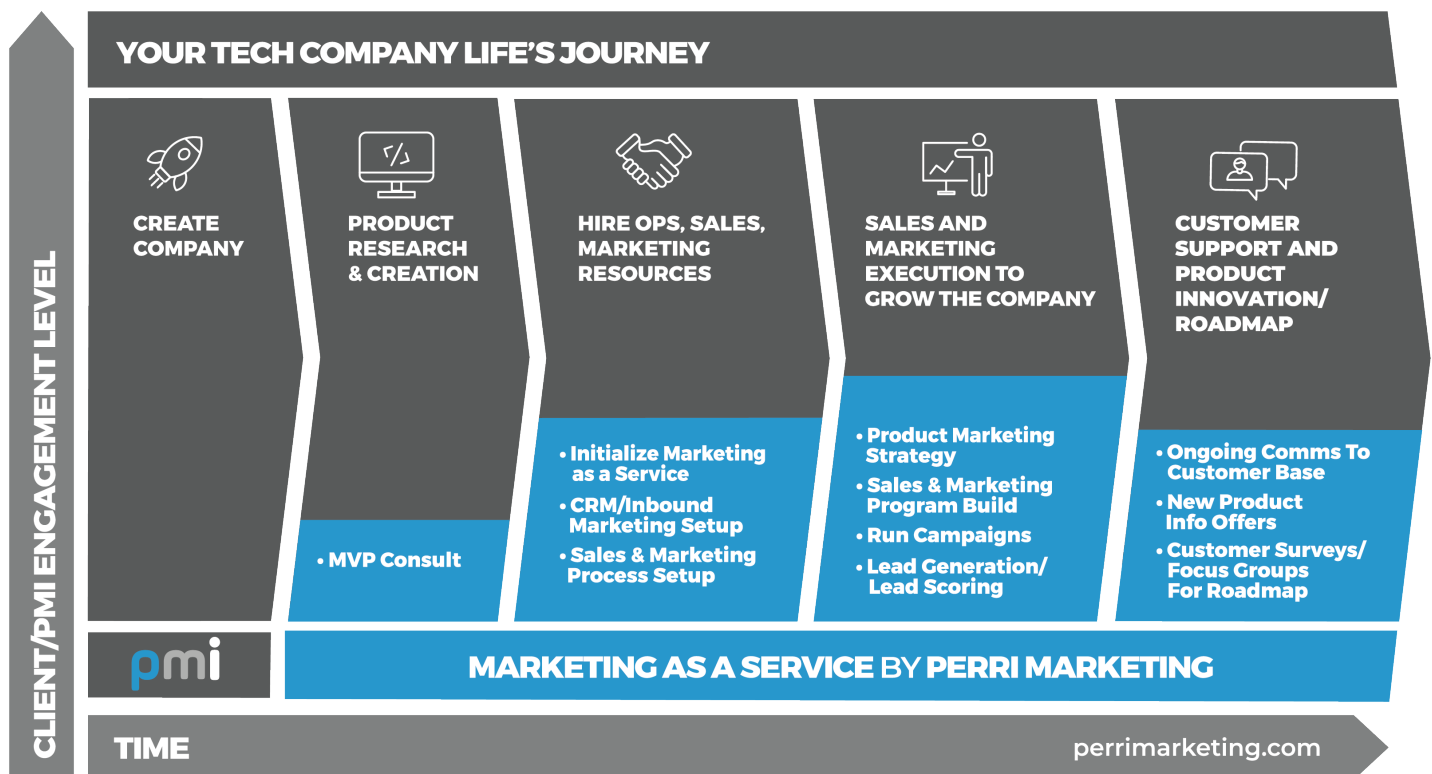 YOUR TECH COMPANY LIFE'S JOURNEY
CLIENT/PMI ENGAGEMENT LEVEL
CREATE
COMPANY
PRODUCT
RESEARCH
& CREATION
• MVP Consult
HIRE OPS, SALES,
MARKETING
RESOURCES
• Initialize Marketing
as a Service
• CRM/Inbound
Marketing Setup
• Sales & Marketing
Process Setup
SALES AND
MARKETING
EXECUTION TO
GROW THE COMPANY
• Product Marketing
Strategy
• Sales & Marketing
Program Build
• Run Campaigns
• Lead Generation/
Lead Scoring
CUSTOMER
SUPPORT AND
PRODUCT
INNOVATION/
ROADMAP
• Ongoing Comms To
Customer Base
• New Product
Info Offers
• Customer Surveys/
Focus Groups
For Roadmap
pmi
MARKETING AS A SERVICE BY PERRI MARKETING
TIME
perrimarketing.com